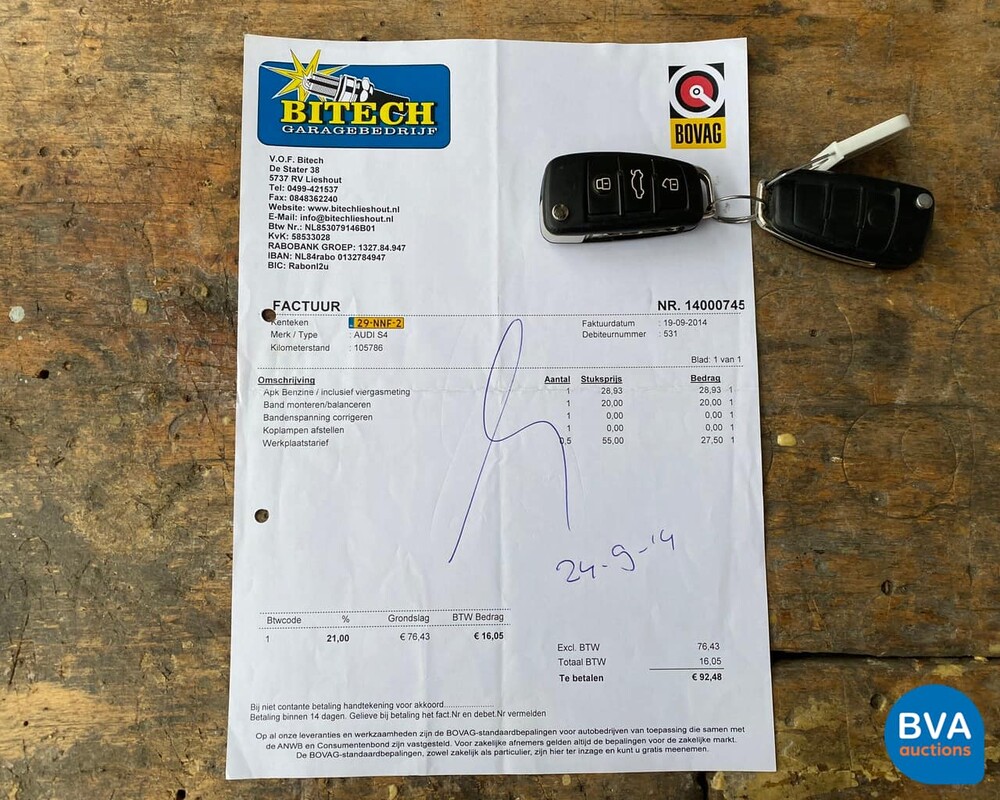 BITECH
GARAGEBEDRIJF
BOVAG
V.O.F. Bitech
De Stater 38
5737 RV Lieshout
Tel: 0499-421537
Fax: 0848362240
Website: www.bitechlieshout.nl
E-Mail: info@bitechlieshout.nl
Btw Nr.: NL853079146B01
KvK: 58533028
RABOBANK GROEP: 1327.84.947
IBAN: NL84rabo 0132784947
BIC: Rabonl2u
FACTUUR NR. 14000745
Kenteken : 29-NNF-2 Factuurdatum : 19-09-2014
Merk / Type : AUDI S4 Debiteurnummer : 531
Kilometerstand : 105786
Blad: 1 van 1
Omschrijving Aantal Stuksprijs Bedrag
Apk Benzine / inclusief viergasmeting 1 28,93 28,93 1
Band monteren/balanceren 1 20,00 20,00 1
Bandenspanning corrigeren 1 0,00 0,00 1
Koplampen afstellen 1 0,00 0,00 1
Werkplaatstarief 0,5 55,00 27,50 1
24-9-'14
Btwcode % Grondslag BTW Bedrag
1 21,00 € 76,43 € 16,05
Excl. BTW 76,43
Totaal BTW 16,05
Te betalen € 92,48
Bij niet contante betaling handtekening voor akkoord....................
Betaling binnen 14 dagen. Gelieve bij betaling het fact.Nr en debet.Nr vermelden
Op al onze leveranties en werkzaamheden zijn de BOVAG-standaardbepalingen voor autobedrijven van toepassing die samen met
de ANWB en Consumentenbond zijn vastgesteld. Voor zakelijke afnemers gelden altijd de bepalingen voor de zakelijke markt.
De BOVAG-standaardbepalingen, zowel zakelijk als particulier, zijn hier ter inzage en kunt u gratis meenemen.
BVA
auctions